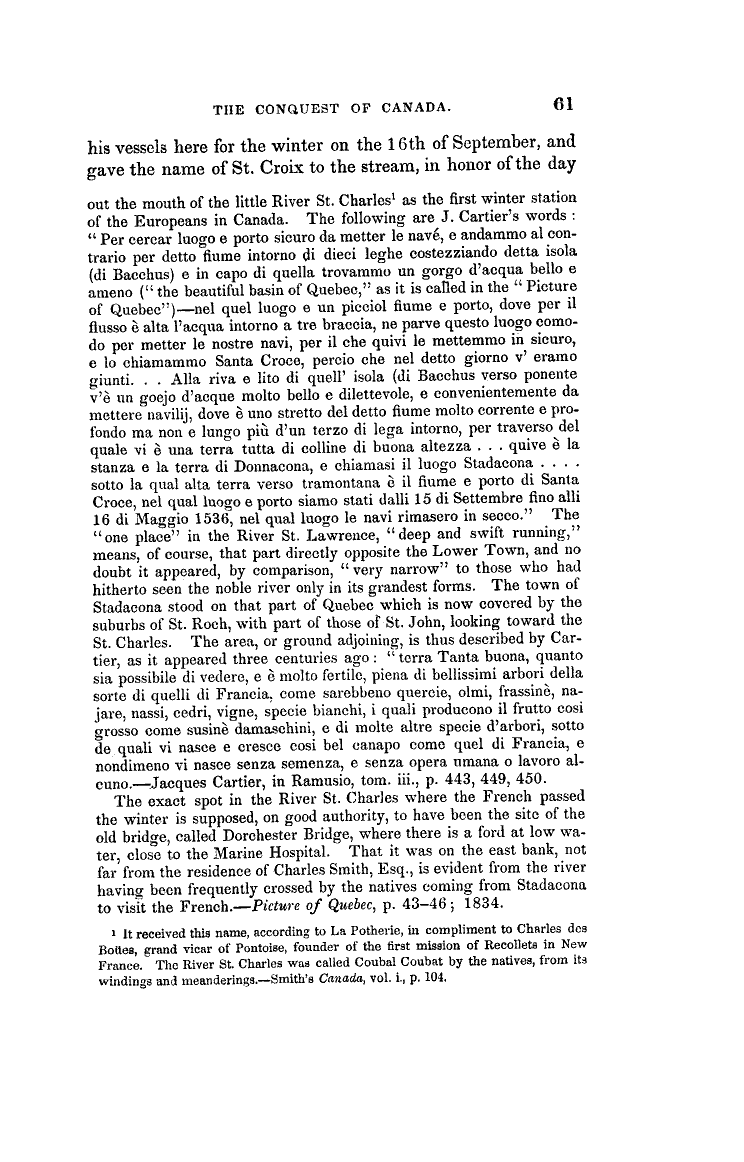 THE CONQUEST OF CANADA. 61
his vessels here for the winter on the 16th of September, and
gave the name of St. Croix to the stream, in honor of the day
out the mouth of the little River St. Charles¹ as the first winter station
of the Europeans in Canada. The following are J. Cartier's words :
“ Per cercar luogo e porto sicuro da metter le navé, e andammo al con-
trario per detto fiume intorno di dieci leghe costezziando detta isola
(di Bacchus) e in capo di quella trovammo un gorgo d'acqua bello e
ameno (“ the beautiful basin of Quebec,” as it is called in the “ Picture
of Quebec”)—nel quel luogo e un picciol fiume e porto, dove per il
flusso è alta l'acqua intorno a tre braccia, ne parve questo luogo como-
do per metter le nostre navi, per il che quivi le mettemmo in sicuro,
e lo chiamammo Santa Croce, percio che nel detto giorno v' eramo
giunti. . . Alla riva e lito di quell' isola (di Bacchus verso ponente
v'è un goejo d'acque molto bello e dilettevole, e convenientemente da
mettere navilij, dove è uno stretto del detto fiume molto corrente e pro-
fondo ma non e lungo più d'un terzo di lega intorno, per traverso del
quale vi è una terra tutta di colline di buona altezza . . . quive è la
stanza e la terra di Donnacona, e chiamasi il luogo Stadacona . . . .
sotto la qual alta terra verso tramontana è il fiume e porto di Santa
Croce, nel qual luogo e porto siamo stati dalli 15 di Settembre fino alli
16 di Maggio 1536, nel qual luogo le navi rimasero in secco.” The
“one place” in the River St. Lawrence, “deep and swift running,”
means, of course, that part directly opposite the Lower Town, and no
doubt it appeared, by comparison, “very narrow” to those who had
hitherto seen the noble river only in its grandest forms. The town of
Stadacona stood on that part of Quebec which is now covered by the
suburbs of St. Roch, with part of those of St. John, looking toward the
St. Charles. The area, or ground adjoining, is thus described by Car-
tier, as it appeared three centuries ago : “terra Tanta buona, quanto
sia possibile di vedere, e è molto fertile, piena di bellissimi arbori della
sorte di quelli di Francia, come sarebbeno quercie, olmi, frassinè, na-
jare, nassi, cedri, vigne, specie bianchi, i quali producono il frutto cosi
grosso come susinè damaschini, e di molte altre specie d'arbori, sotto
de quali vi nasce e cresce cosi bel canapo come quel di Francia, e
nondimeno vi nasce senza semenza, e senza opera umana o lavoro al-
cuno.—Jacques Cartier, in Ramusio, tom. iii., p. 443, 449, 450.
The exact spot in the River St. Charles where the French passed
the winter is supposed, on good authority, to have been the site of the
old bridge, called Dorchester Bridge, where there is a ford at low wa-
ter, close to the Marine Hospital. That it was on the east bank, not
far from the residence of Charles Smith, Esq., is evident from the river
having been frequently crossed by the natives coming from Stadacona
to visit the French.—Picture of Quebec, p. 43–46 ; 1834.
¹ It received this name, according to La Potherie, in compliment to Charles des
Botles, grand vicar of Pontoise, founder of the first mission of Recollets in New
France. The River St. Charles was called Coubal Coubat by the natives, from its
windings and meanderings.—Smith's Canada, vol. i., p. 104.